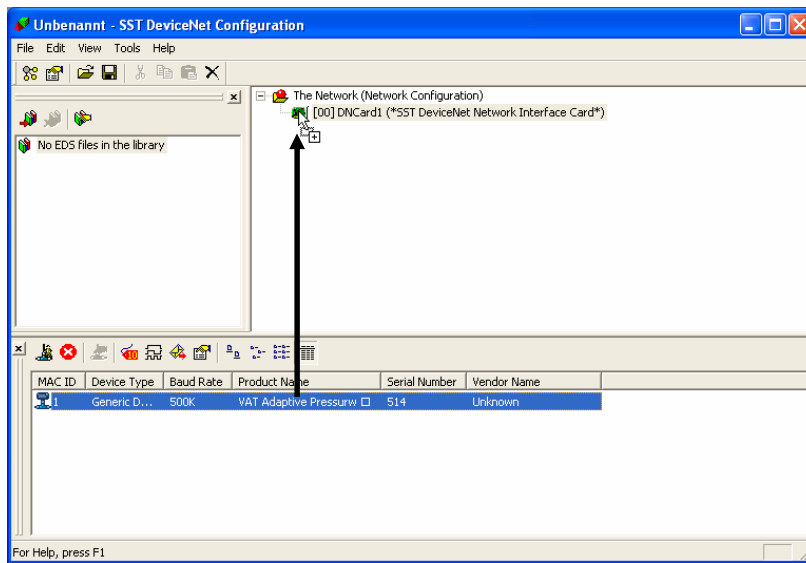 Unbenannt - SST DeviceNet Configuration
File Edit View Tools Help
The Network (Network Configuration)
[00] DNCard1 (*SST DeviceNet Network Interface Card*)
No EDS files in the library
MAC ID Device Type Baud Rate Product Name Serial Number Vendor Name
1 Generic D... 500K VAT Adaptive Pressurw □ 514 Unknown
For Help, press F1